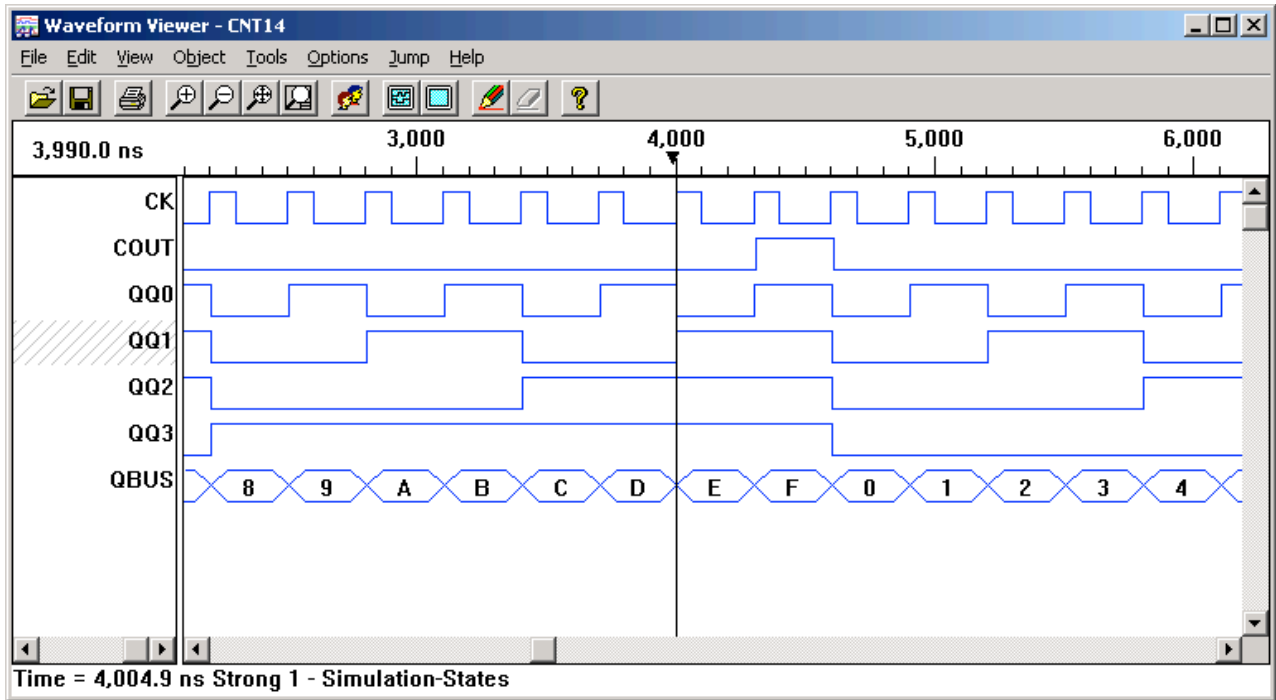 Waveform Viewer - CNT14
File Edit View Object Tools Options Jump Help
3,990.0 ns 3,000 4,000 5,000 6,000
CK
COUT
QQ0
QQ1
QQ2
QQ3
QBUS 8 9 A B C D E F 0 1 2 3 4
Time = 4,004.9 ns Strong 1 - Simulation-States